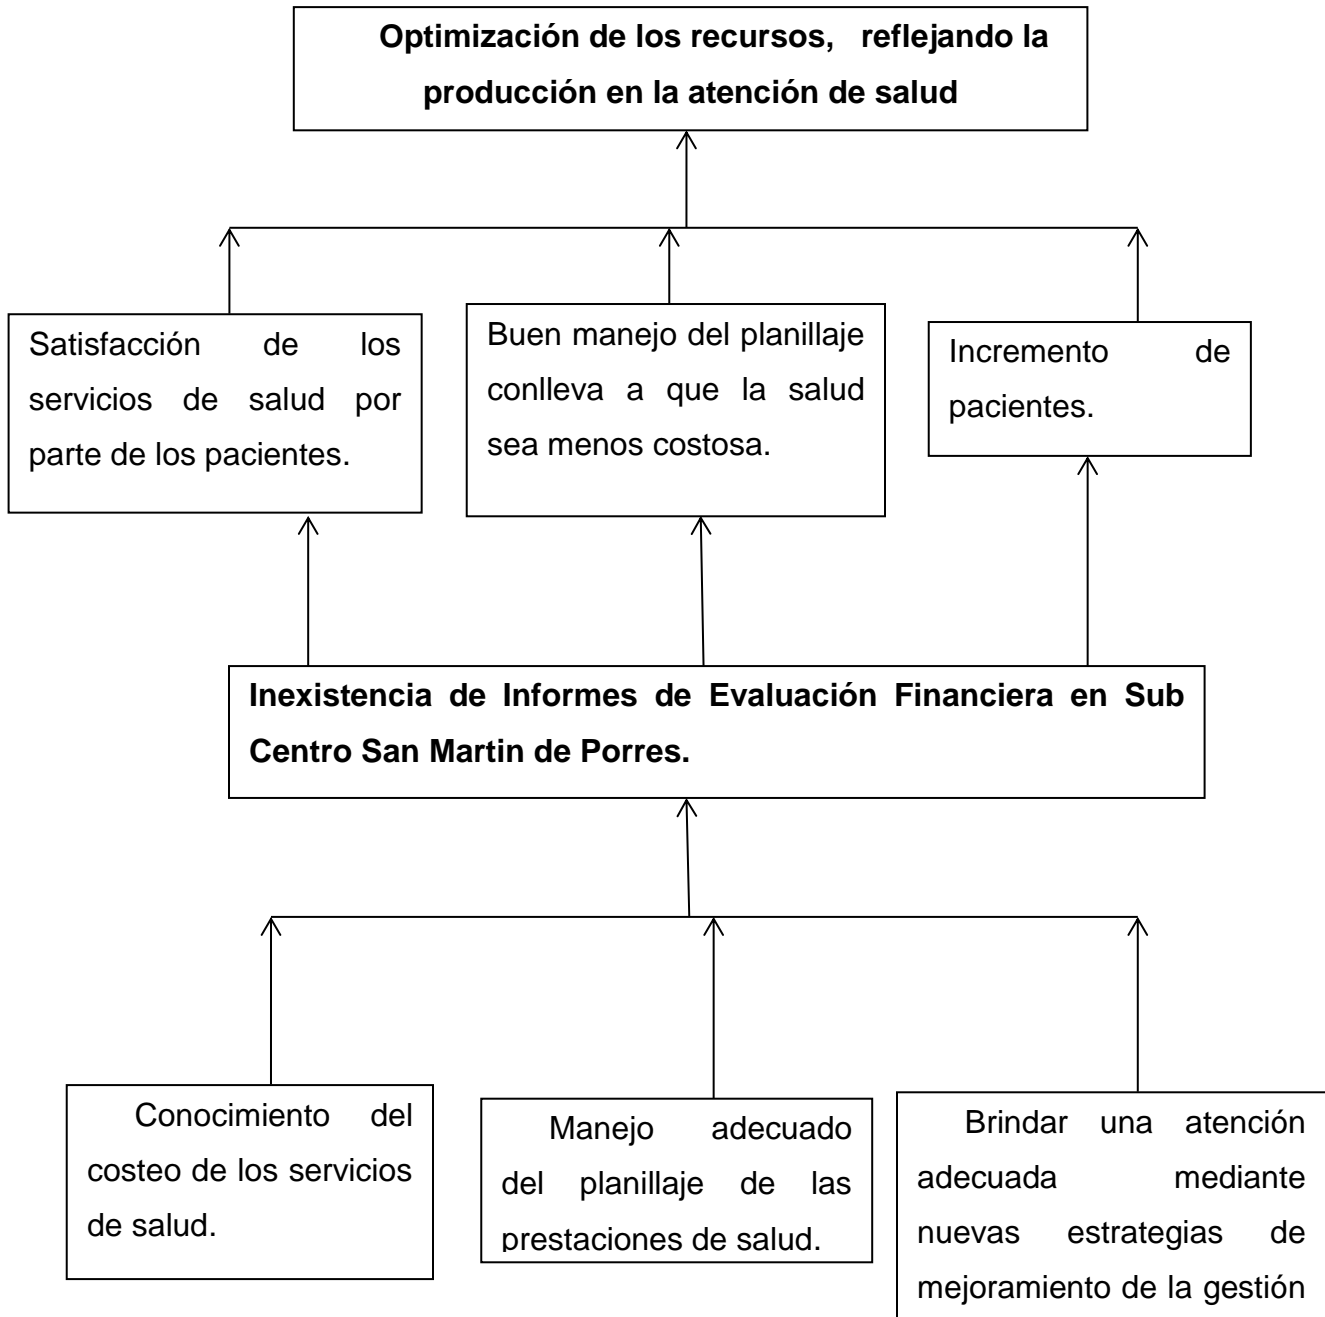 Optimización de los recursos, reflejando la
producción en la atención de salud
Satisfacción de los
servicios de salud por
parte de los pacientes.
Buen manejo del planillaje
conlleva a que la salud
sea menos costosa.
Incremento de
pacientes.
Inexistencia de Informes de Evaluación Financiera en Sub
Centro San Martin de Porres.
Conocimiento del
costeo de los servicios
de salud.
Manejo adecuado
del planillaje de las
prestaciones de salud.
Brindar una atención
adecuada mediante
nuevas estrategias de
mejoramiento de la gestión